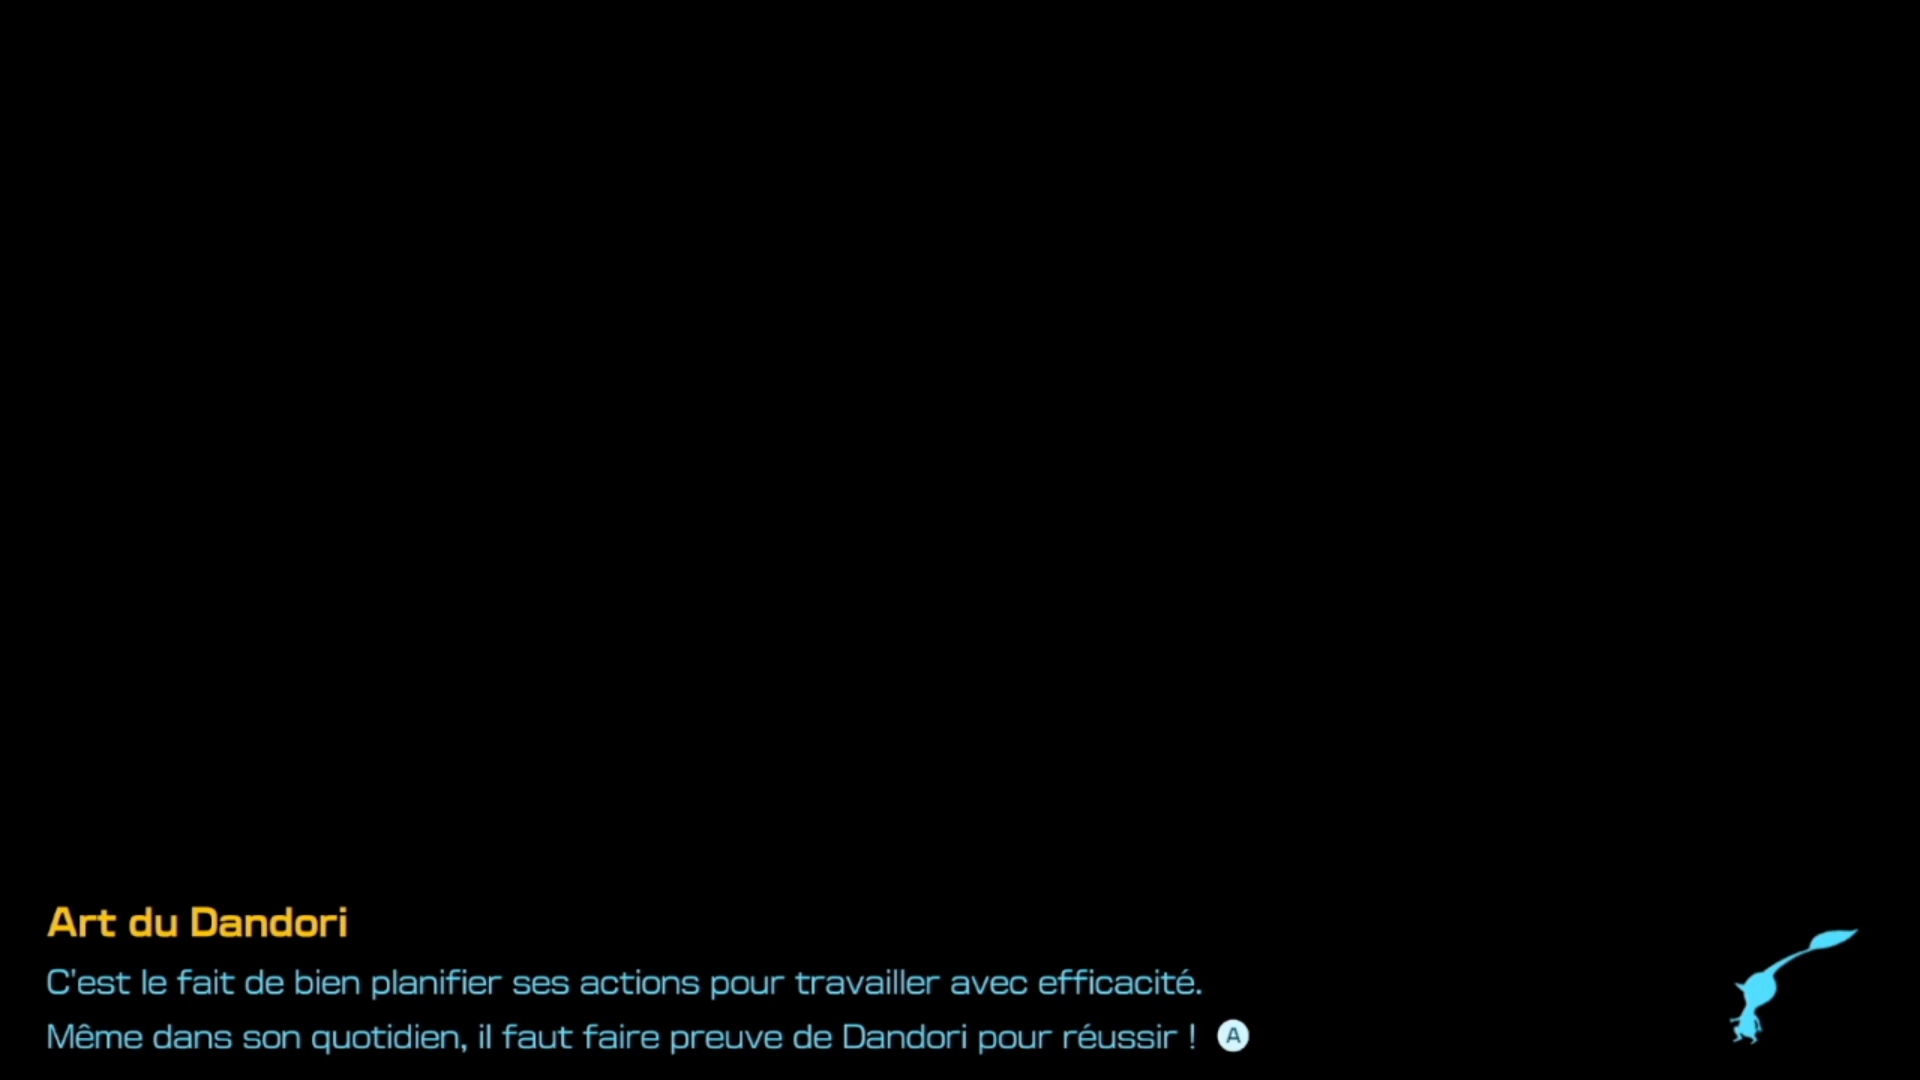 Art du Dandori
C'est le fait de bien planifier ses actions pour travailler avec efficacité.
Même dans son quotidien, il faut faire preuve de Dandori pour réussir ! A